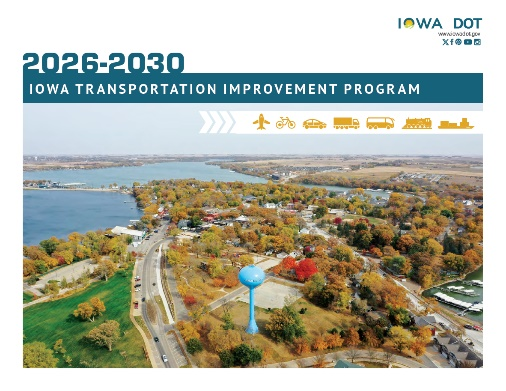 IOWA DOT
www.iowadot.gov
2026-2030
IOWA TRANSPORTATION IMPROVEMENT PROGRAM